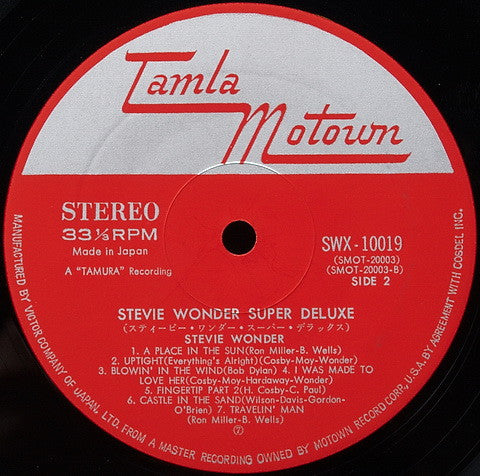 Tamla
Motown
STEREO
33⅓RPM
Made in Japan
A "TAMURA" Recording
SWX-10019
(SMOT-20003)
(SMOT-20003-B)
SIDE 2
STEVIE WONDER SUPER DELUXE
(スティービー・ワンダー・スーパー・デラックス)
STEVIE WONDER
1. A PLACE IN THE SUN(Ron Miller-B. Wells)
2. UPTIGHT(Everything's Alright)(Cosby-Moy-Wonder)
3. BLOWIN' IN THE WIND(Bob Dylan) 4. I WAS MADE TO
LOVE HER(Cosby-Moy-Hardaway-Wonder)
5. FINGERTIP PART 2(H. Cosby-C. Paul)
6. CASTLE IN THE SAND(Wilson-Davis-Gordon-
O'Brien) 7. TRAVELIN' MAN
(Ron Miller-B. Wells)
⑦
MANUFACTURED BY VICTOR COMPANY OF JAPAN, LTD. FROM A MASTER RECORDING OWNED BY MOTOWN RECORD CORP., U.S.A. BY AGREEMENT WITH COSDEL INC.